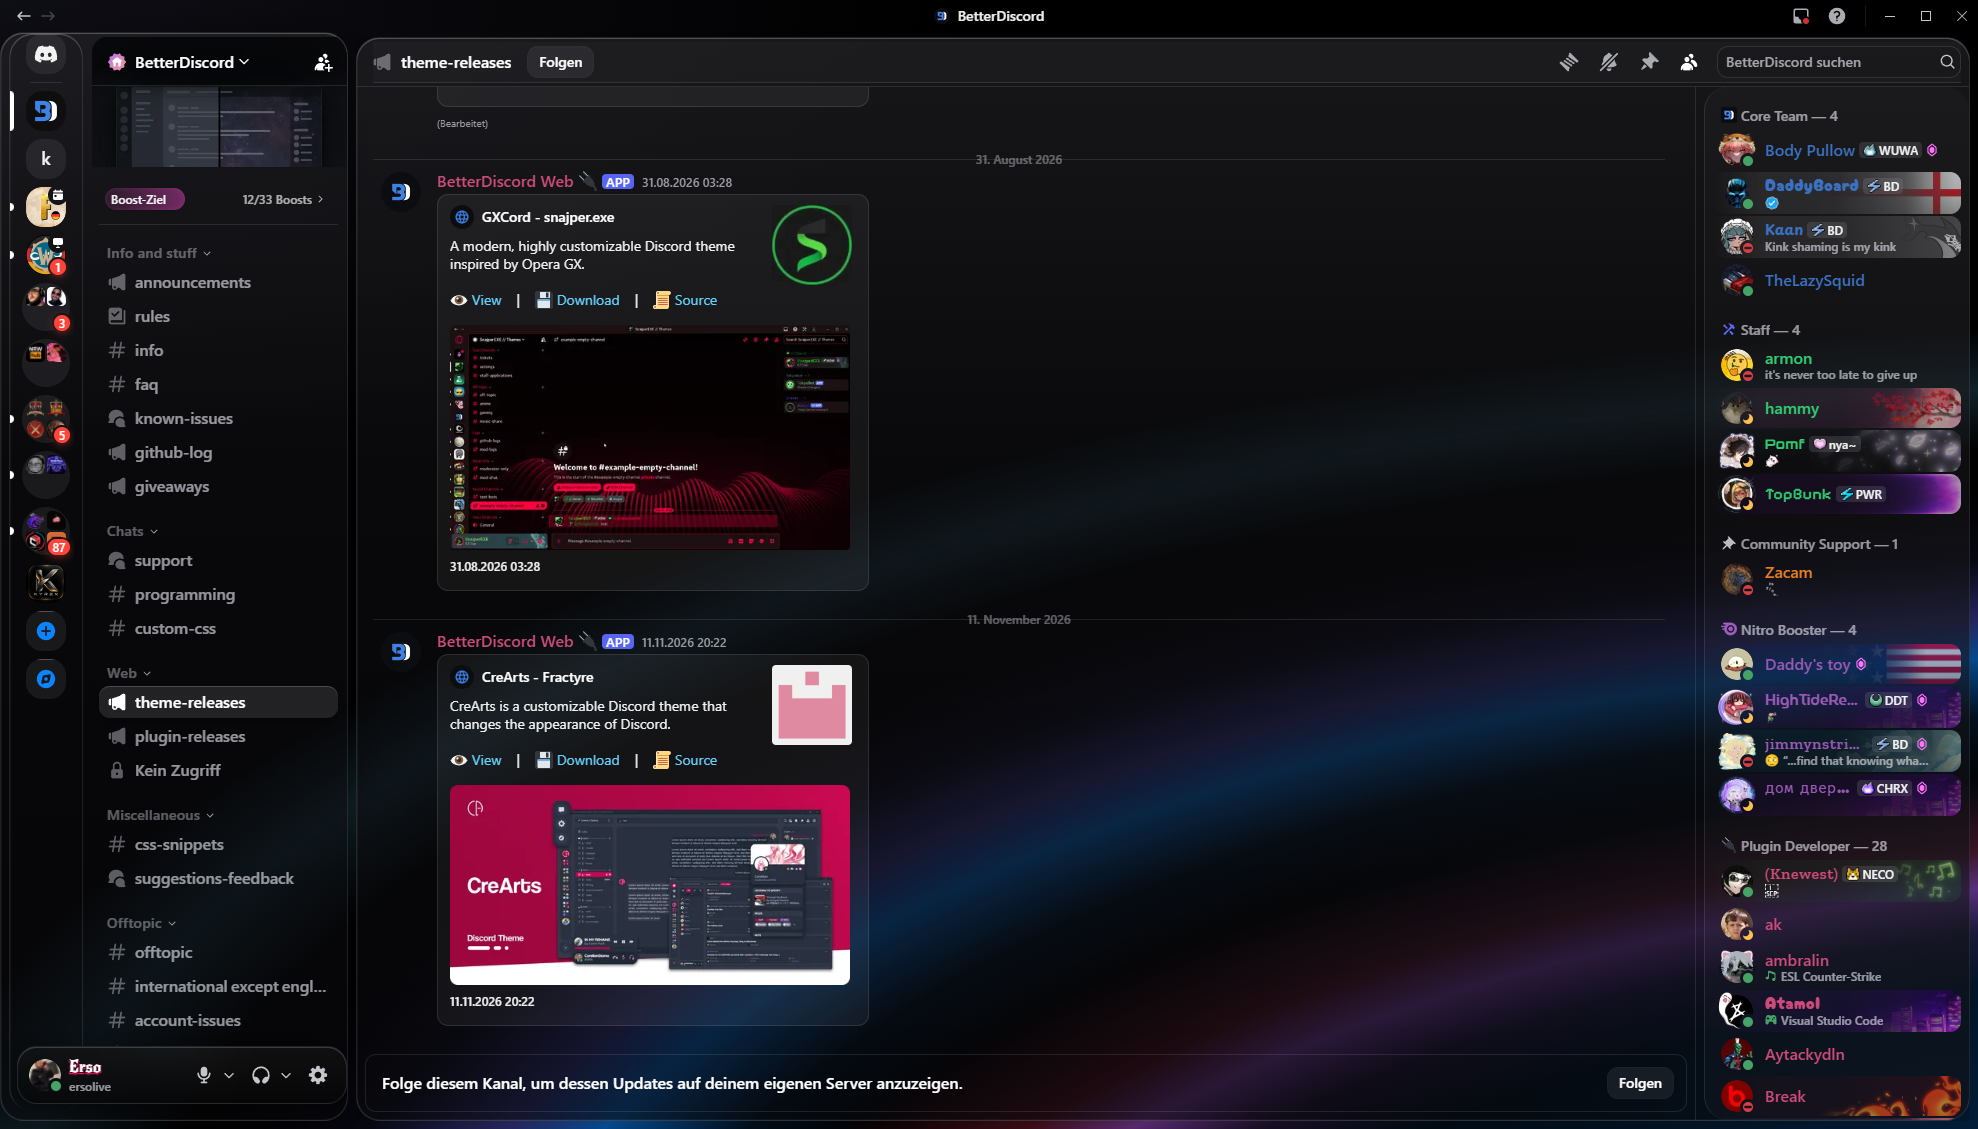 BetterDiscord
BetterDiscord
theme-releases
Folgen
BetterDiscord suchen
k
1
3
5
87
Boost-Ziel
12/33 Boosts
Info and stuff
announcements
rules
info
faq
known-issues
github-log
giveaways
Chats
support
programming
custom-css
Web
theme-releases
plugin-releases
Kein Zugriff
Miscellaneous
css-snippets
suggestions-feedback
Offtopic
offtopic
international except engl...
account-issues
Erso
ersolive
(Bearbeitet)
31. August 2026
BetterDiscord Web APP 31.08.2026 03:28
GXCord - snajper.exe
A modern, highly customizable Discord theme
inspired by Opera GX.
View | Download | Source
Welcome to #example-empty-channel!
31.08.2026 03:28
11. November 2026
BetterDiscord Web APP 11.11.2026 20:22
CreArts - Fractyre
CreArts is a customizable Discord theme that
changes the appearance of Discord.
View | Download | Source
CreArts
Discord Theme
11.11.2026 20:22
Folge diesem Kanal, um dessen Updates auf deinem eigenen Server anzuzeigen.
Folgen
Core Team — 4
Body Pullow WUWA
DaddyBoard BD
Kaan BD
Kink shaming is my kink
TheLazySquid
Staff — 4
armon
it's never too late to give up
hammy
Pomf nya~
TopBunk PWR
Community Support — 1
Zacam
Nitro Booster — 4
Daddy's toy
HighTideRe... DDT
jimmynstri... BD
“...find that knowing wha...
дом двер... CHRX
Plugin Developer — 28
(Knewest) NECO
ak
ambralin
ESL Counter-Strike
Atamol
Visual Studio Code
Aytackydln
Break